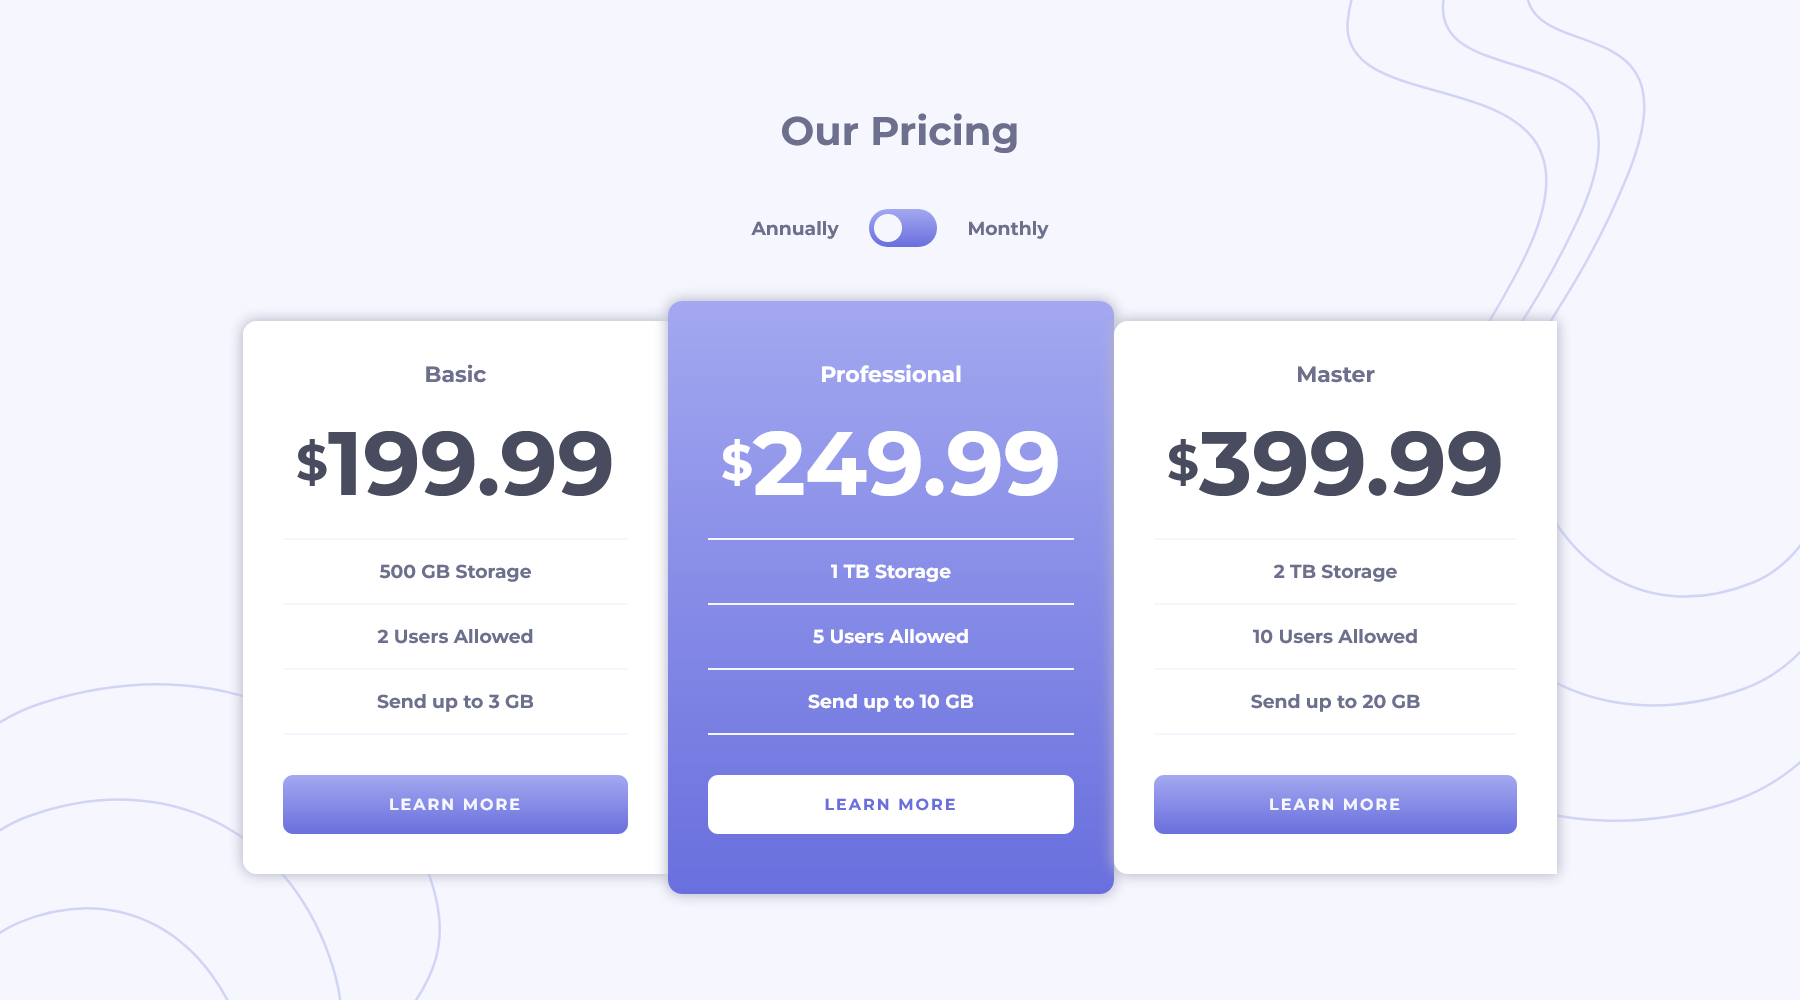 Our Pricing
Annually
Monthly
Basic
$199.99
500 GB Storage
2 Users Allowed
Send up to 3 GB
LEARN MORE
Professional
$249.99
1 TB Storage
5 Users Allowed
Send up to 10 GB
LEARN MORE
Master
$399.99
2 TB Storage
10 Users Allowed
Send up to 20 GB
LEARN MORE